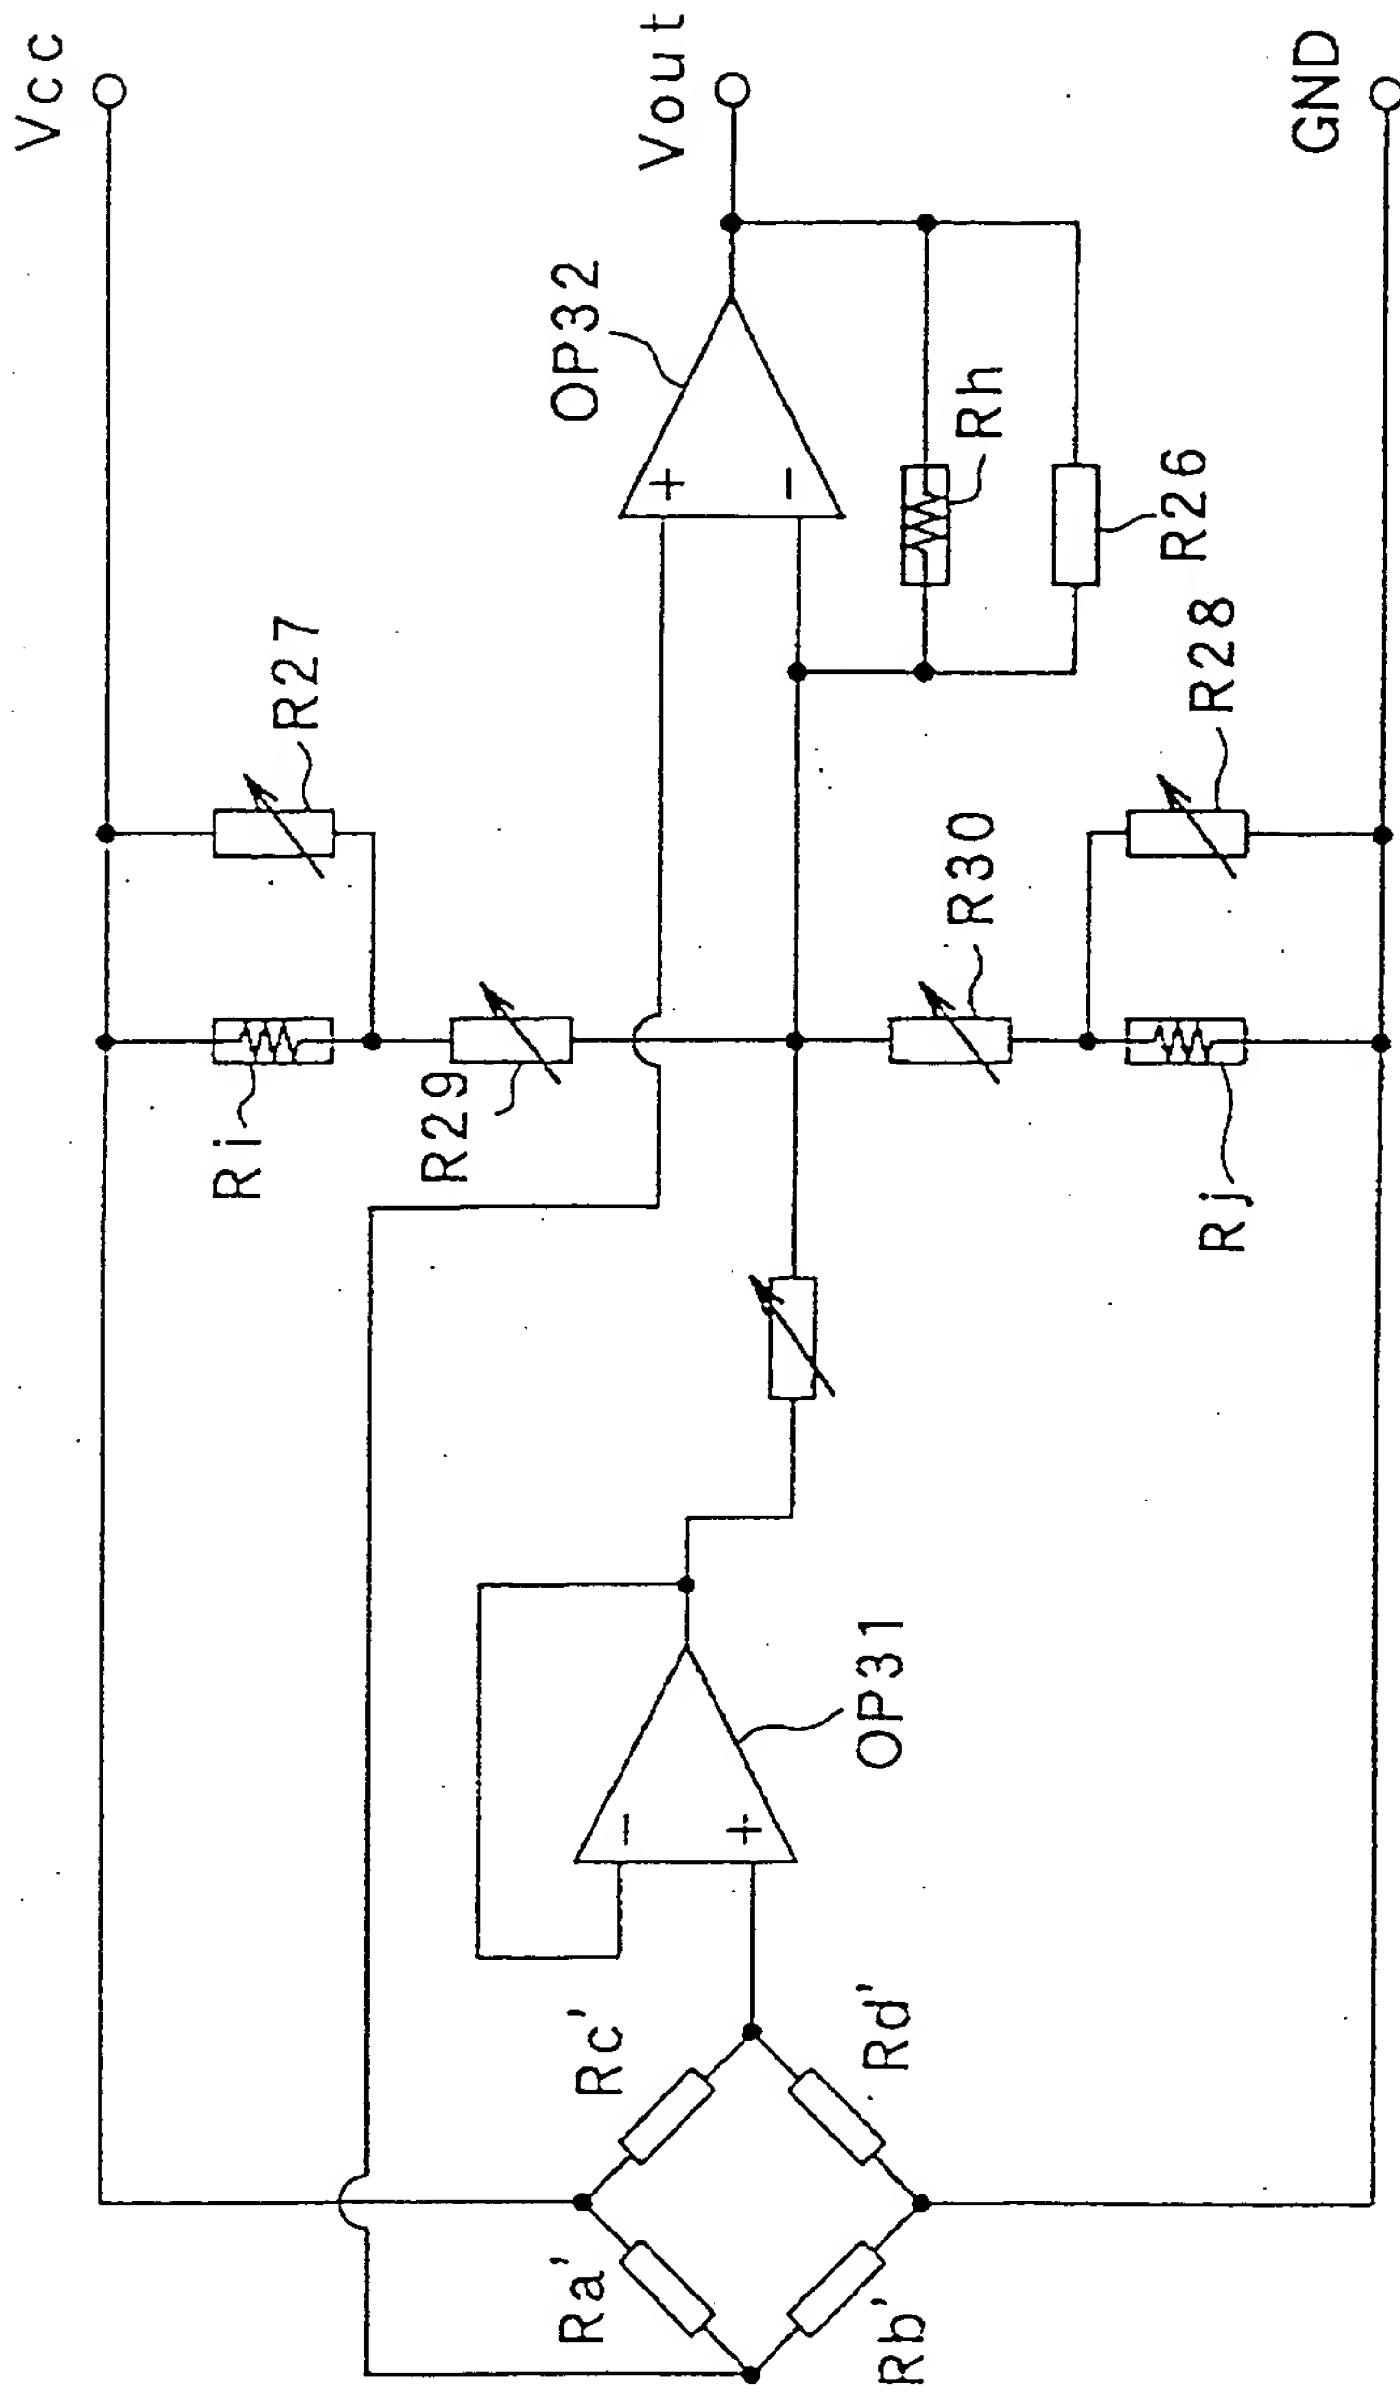 Vcc
R27
Ri
R29
OP32
Vout
+
−
Rh
R26
R30
R28
Rj
GND
−
+
OP31
Rc'
Ra'
Rd'
Rb'